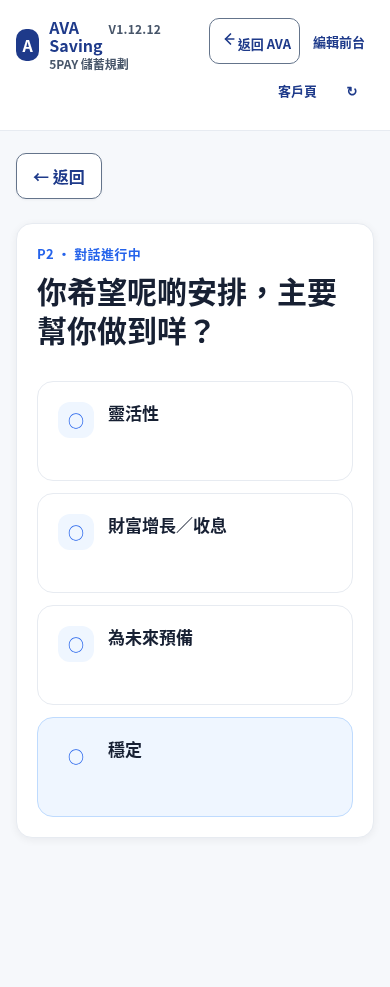 A
AVA Saving
V1.12.12
5PAY 儲蓄規劃
← 返回 AVA
編輯前台
客戶頁
↻
← 返回
P2 · 對話進行中
你希望呢啲安排，主要
幫你做到咩？
靈活性
財富增長／收息
為未來預備
穩定